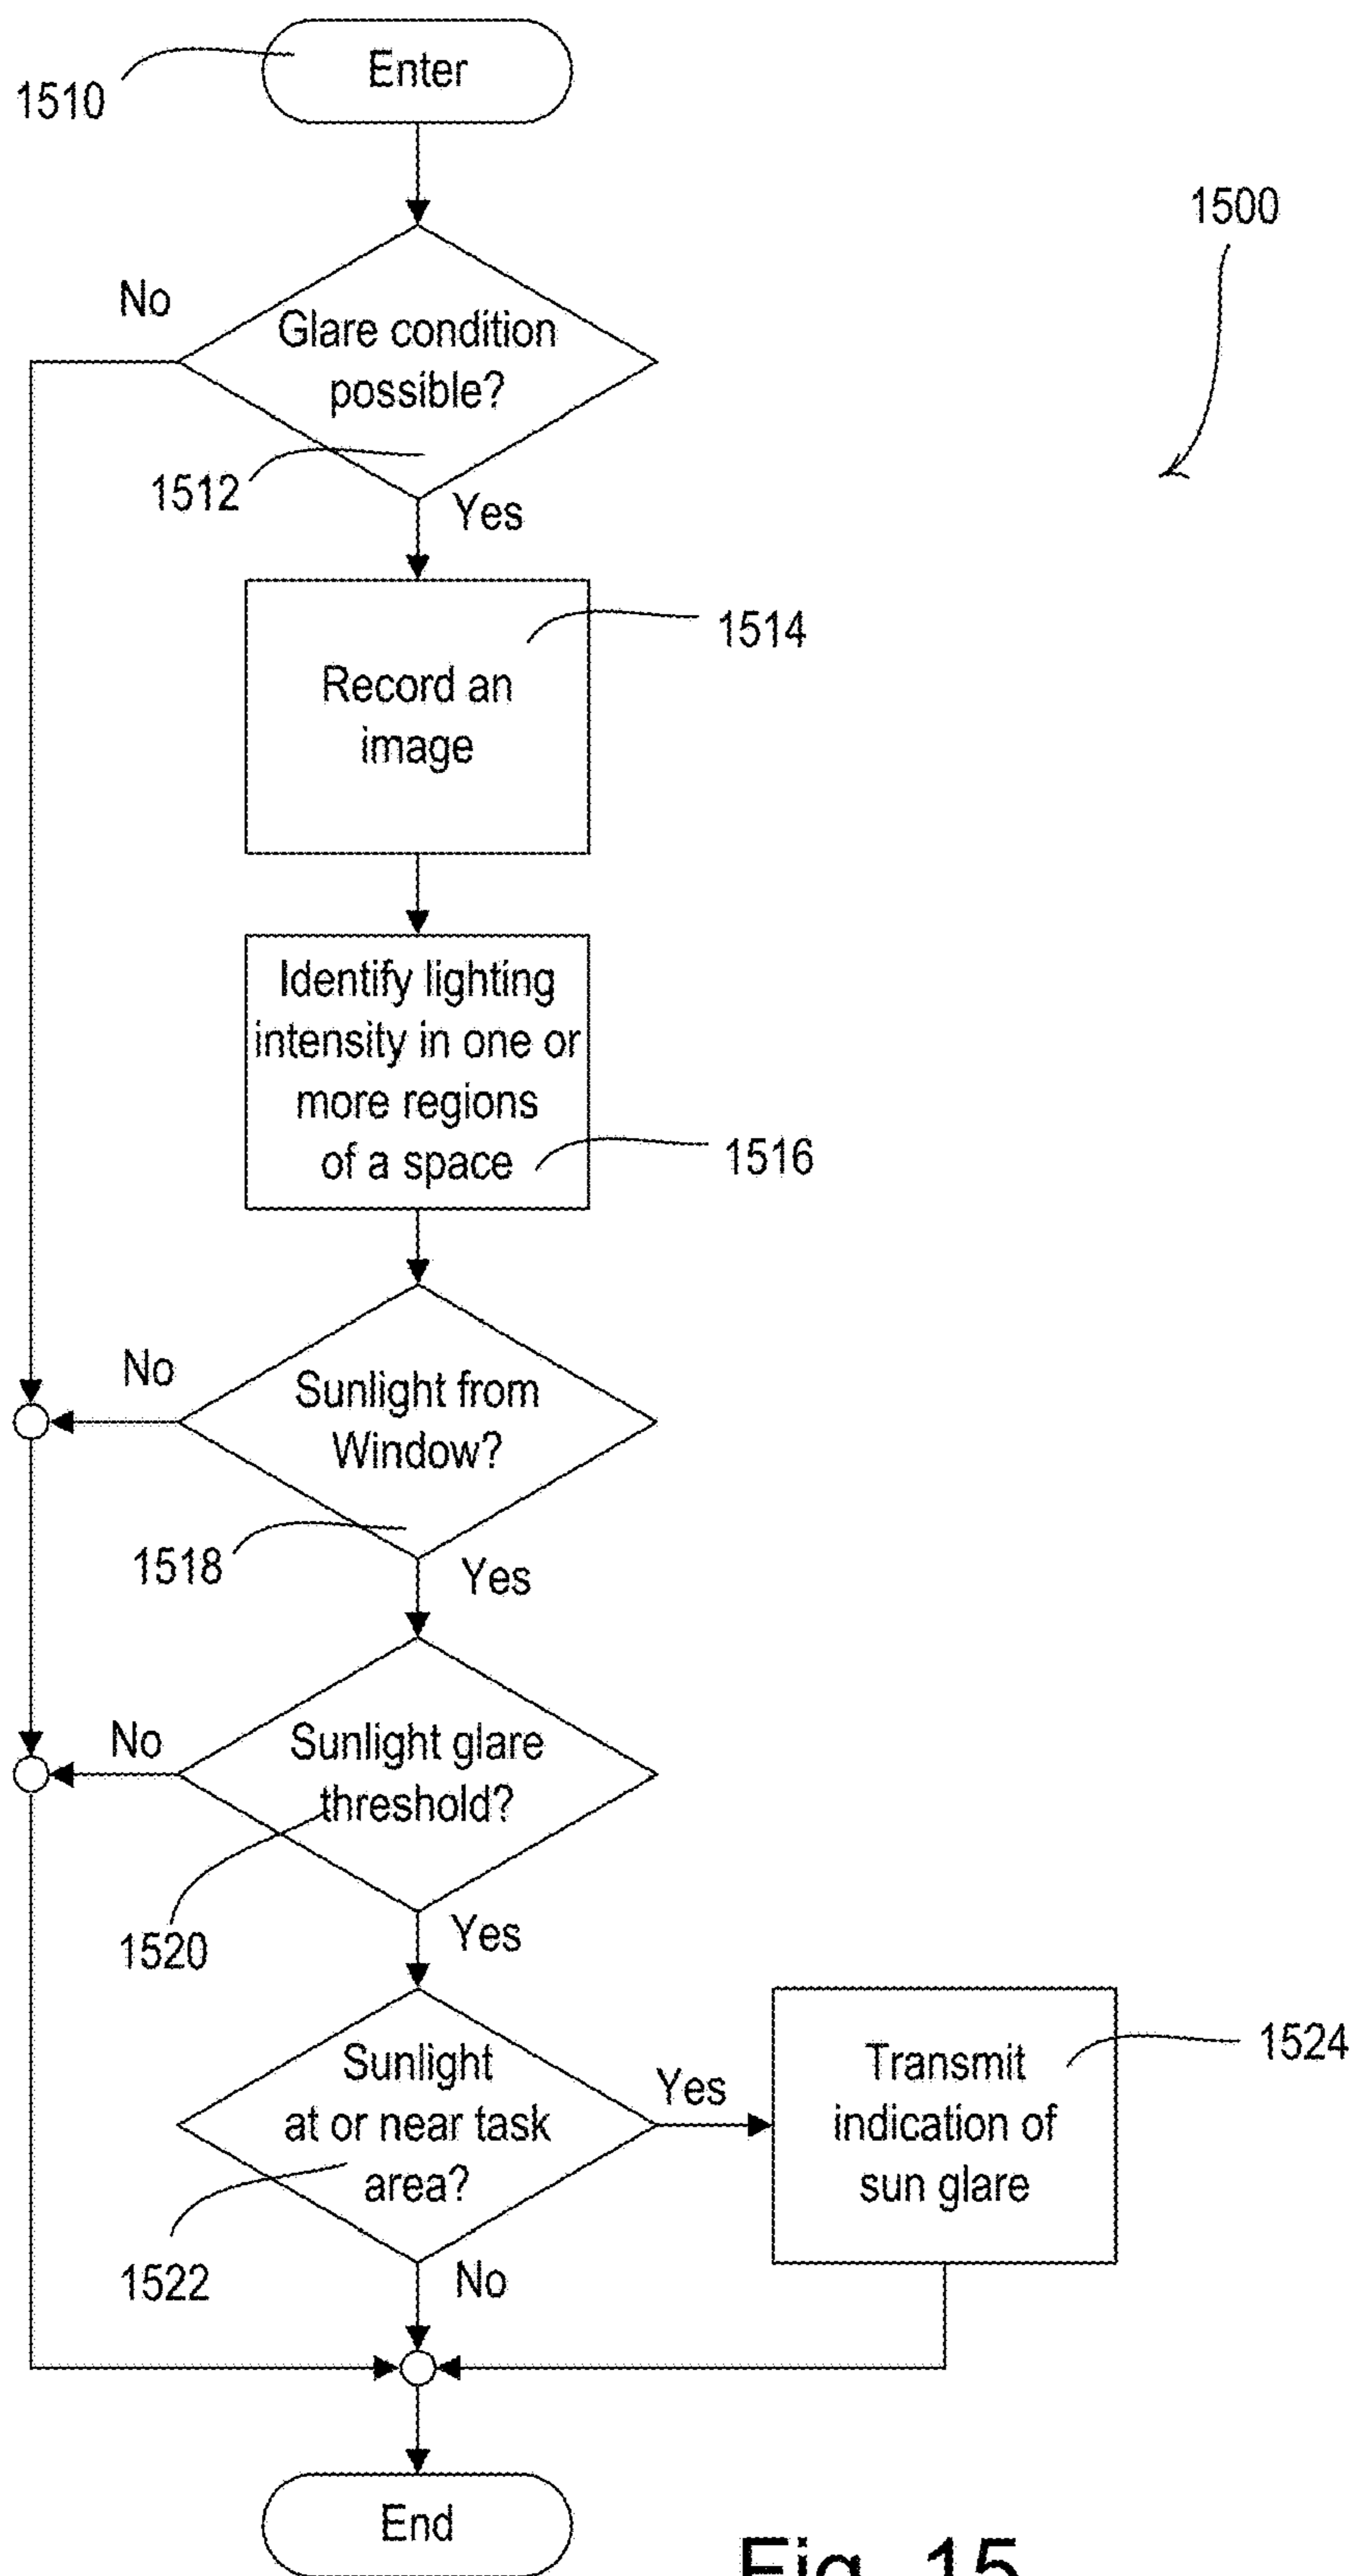 Enter
1510
1500
No
Glare condition
possible?
1512
Yes
1514
Record an
image
Identify lighting
intensity in one or
more regions
of a space
1516
No
Sunlight from
Window?
1518
Yes
No
Sunlight glare
threshold?
1520
Yes
Sunlight
at or near task
area?
Yes
Transmit
indication of
sun glare
1524
1522
No
End
Fig. 15